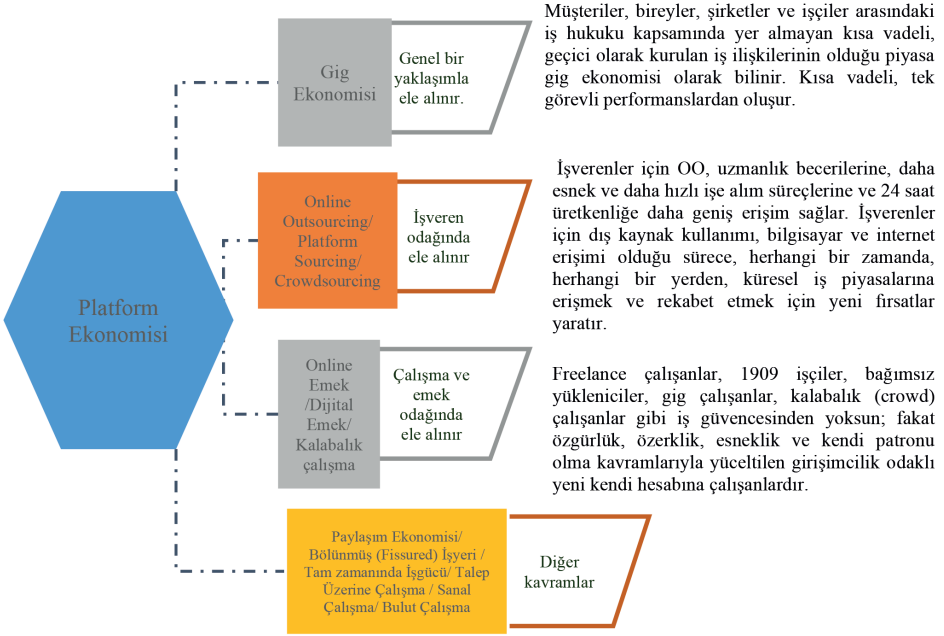 Platform
Ekonomisi
Gig
Ekonomisi
Genel bir
yaklaşımla
ele alınır.
Müşteriler, bireyler, şirketler ve işçiler arasındaki
iş hukuku kapsamında yer almayan kısa vadeli,
geçici olarak kurulan iş ilişkilerinin olduğu piyasa
gig ekonomisi olarak bilinir. Kısa vadeli, tek
görevli performanslardan oluşur.
Online
Outsourcing/
Platform
Sourcing/
Crowdsourcing
İşveren
odağında
ele alınır
İşverenler için OO, uzmanlık becerilerine, daha
esnek ve daha hızlı işe alım süreçlerine ve 24 saat
üretkenliğe daha geniş erişim sağlar. İşverenler
için dış kaynak kullanımı, bilgisayar ve internet
erişimi olduğu sürece, herhangi bir zamanda,
herhangi bir yerden, küresel iş piyasalarına
erişmek ve rekabet etmek için yeni fırsatlar
yaratır.
Online
Emek
/Dijital
Emek/
Kalabalık
çalışma
Çalışma ve
emek
odağında
ele alınır
Freelance çalışanlar, 1909 işçiler, bağımsız
yükleniciler, gig çalışanlar, kalabalık (crowd)
çalışanlar gibi iş güvencesinden yoksun; fakat
özgürlük, özerklik, esneklik ve kendi patronu
olma kavramlarıyla yüceltilen girişimcilik odaklı
yeni kendi hesabına çalışanlardır.
Paylaşım Ekonomisi/
Bölünmüş (Fissured) İşyeri /
Tam zamanında İşgücü/ Talep
Üzerine Çalışma / Sanal
Çalışma/ Bulut Çalışma
Diğer
kavramlar